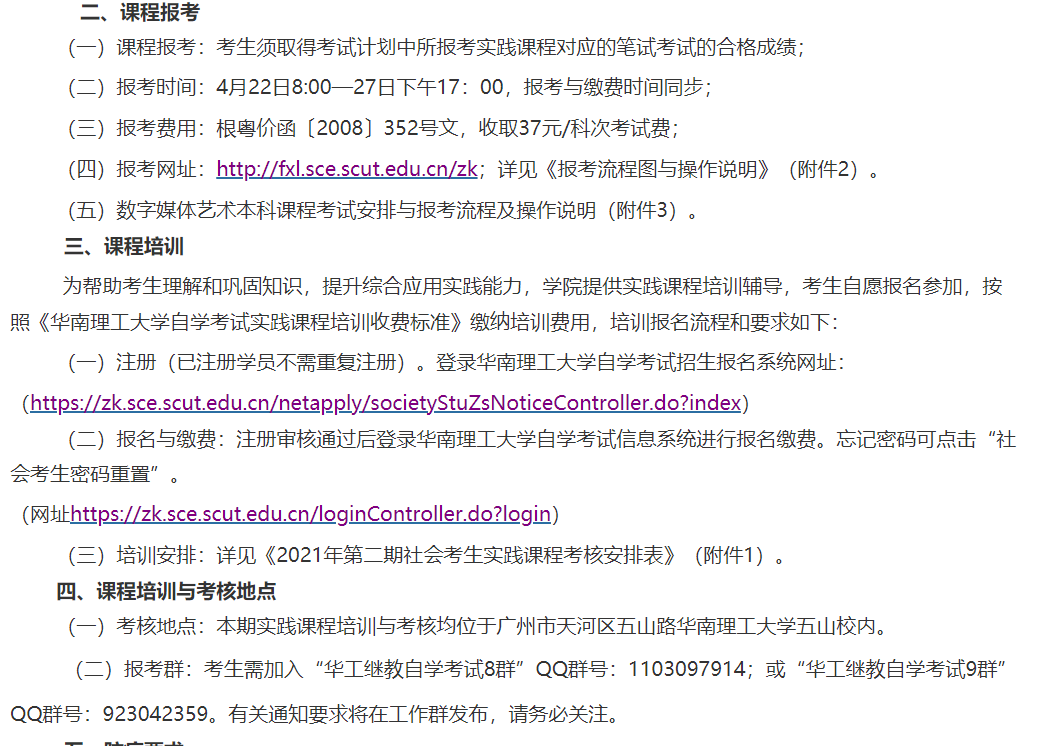 二、课程报考
（一）课程报考：考生须取得考试计划中所报考实践课程对应的笔试考试的合格成绩；
（二）报考时间：4月22日8:00—27日下午17：00，报考与缴费时间同步；
（三）报考费用：根粤价函〔2008〕352号文，收取37元/科次考试费；
（四）报考网址：http://fxl.sce.scut.edu.cn/zk；详见《报考流程图与操作说明》（附件2）。
（五）数字媒体艺术本科课程考试安排与报考流程及操作说明（附件3）。
三、课程培训
为帮助考生理解和巩固知识，提升综合应用实践能力，学院提供实践课程培训辅导，考生自愿报名参加，按
照《华南理工大学自学考试实践课程培训收费标准》缴纳培训费用，培训报名流程和要求如下：
（一）注册（已注册学员不需重复注册）。登录华南理工大学自学考试招生报名系统网址：
（https://zk.sce.scut.edu.cn/netapply/societyStuZsNoticeController.do?index）
（二）报名与缴费：注册审核通过后登录华南理工大学自学考试信息系统进行报名缴费。忘记密码可点击“社
会考生密码重置”。
（网址https://zk.sce.scut.edu.cn/loginController.do?login）
（三）培训安排：详见《2021年第二期社会考生实践课程考核安排表》（附件1）。
四、课程培训与考核地点
（一）考核地点：本期实践课程培训与考核均位于广州市天河区五山路华南理工大学五山校内。
（二）报考群：考生需加入“华工继教自学考试8群”QQ群号：1103097914；或“华工继教自学考试9群”
QQ群号：923042359。有关通知要求将在工作群发布，请务必关注。